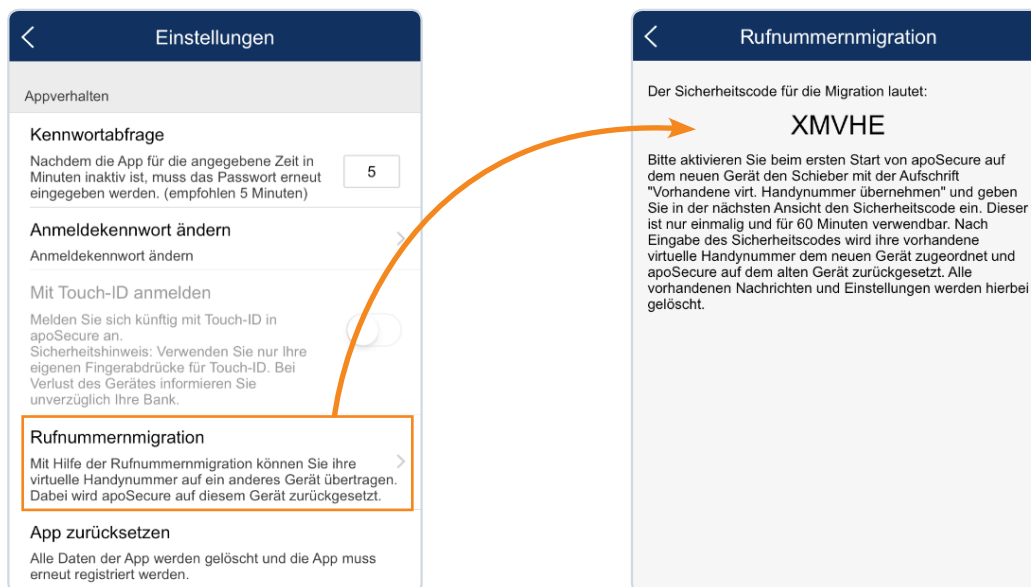 Einstellungen
Appverhalten
Kennwortabfrage
Nachdem die App für die angegebene Zeit in
Minuten inaktiv ist, muss das Passwort erneut
eingegeben werden. (empfohlen 5 Minuten)
5
Anmeldekennwort ändern
Anmeldekennwort ändern
Mit Touch-ID anmelden
Melden Sie sich künftig mit Touch-ID in
apoSecure an.
Sicherheitshinweis: Verwenden Sie nur Ihre
eigenen Fingerabdrücke für Touch-ID. Bei
Verlust des Gerätes informieren Sie
unverzüglich Ihre Bank.
Rufnummernmigration
Mit Hilfe der Rufnummernmigration können Sie ihre
virtuelle Handynummer auf ein anderes Gerät übertragen.
Dabei wird apoSecure auf diesem Gerät zurückgesetzt.
App zurücksetzen
Alle Daten der App werden gelöscht und die App muss
erneut registriert werden.
Rufnummernmigration
Der Sicherheitscode für die Migration lautet:
XMVHE
Bitte aktivieren Sie beim ersten Start von apoSecure auf
dem neuen Gerät den Schieber mit der Aufschrift
"Vorhandene virt. Handynummer übernehmen" und geben
Sie in der nächsten Ansicht den Sicherheitscode ein. Dieser
ist nur einmalig und für 60 Minuten verwendbar. Nach
Eingabe des Sicherheitscodes wird ihre vorhandene
virtuelle Handynummer dem neuen Gerät zugeordnet und
apoSecure auf dem alten Gerät zurückgesetzt. Alle
vorhandenen Nachrichten und Einstellungen werden hierbei
gelöscht.